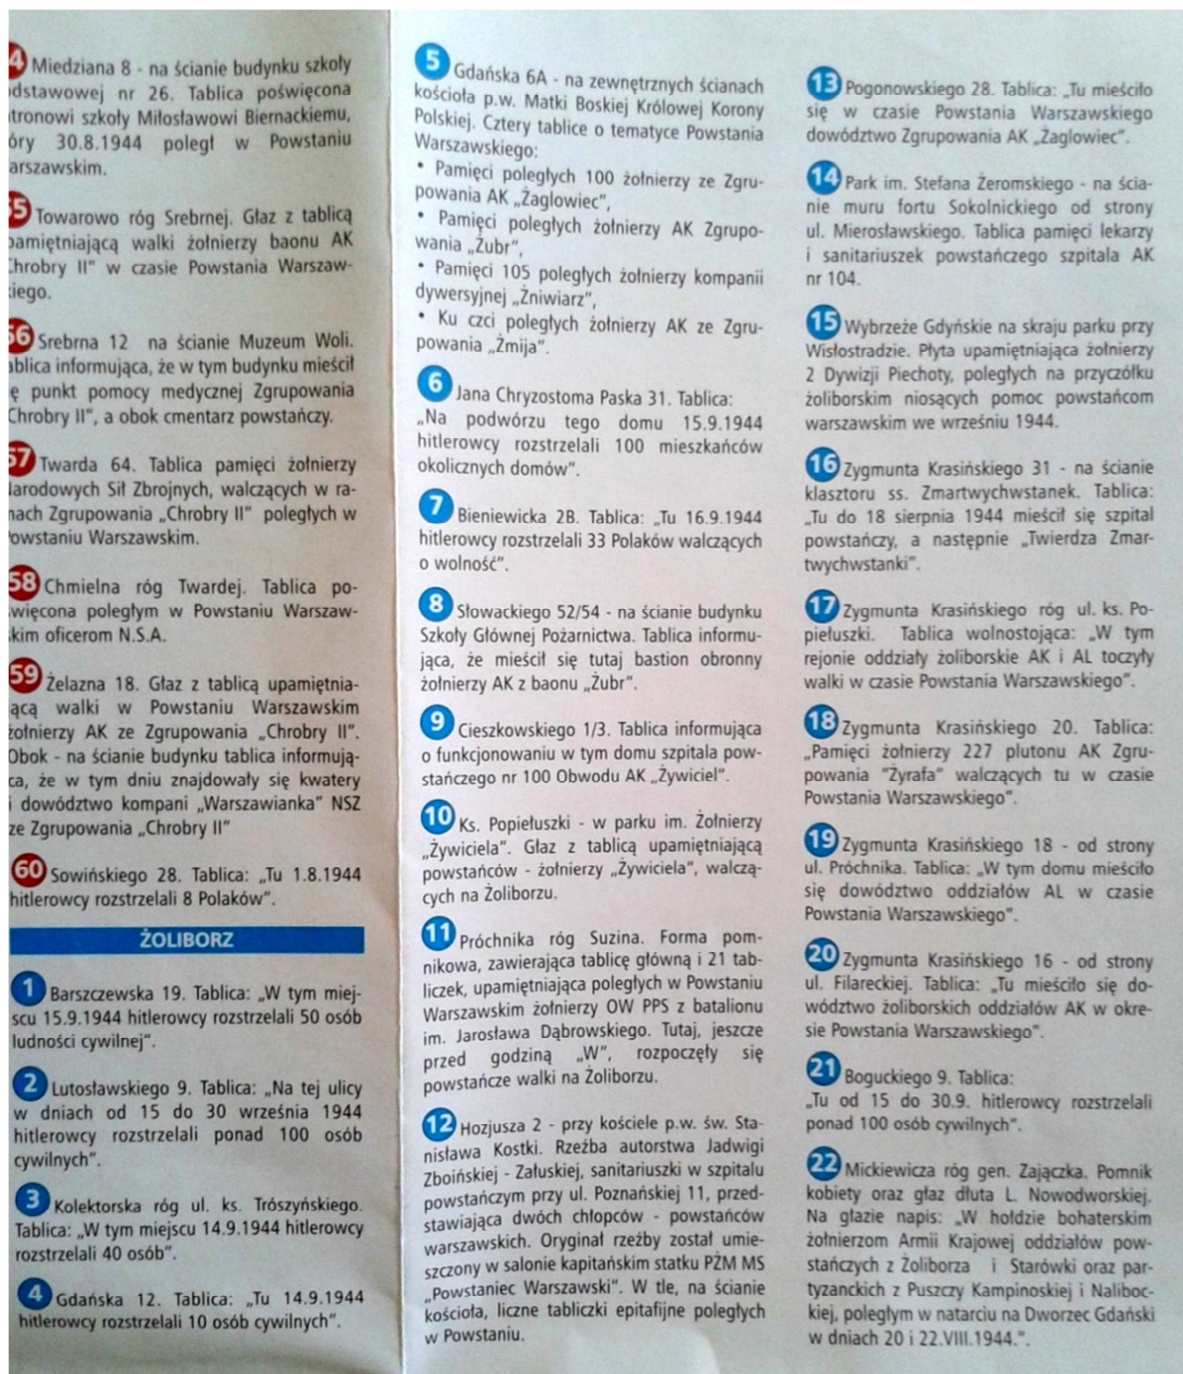 4 Miedziana 8 - na ścianie budynku szkoły
dstawowej nr 26. Tablica poświęcona
tronowi szkoły Miłosławowi Biernackiemu,
óry 30.8.1944 poległ w Powstaniu
arszawskim.
55 Towarowo róg Srebrnej. Głaz z tablicą
pamiętniającą walki żołnierzy baonu AK
Chrobry II" w czasie Powstania Warszaw-
kiego.
56 Srebrna 12 na ścianie Muzeum Woli.
ablica informująca, że w tym budynku mieścił
ę punkt pomocy medycznej Zgrupowania
Chrobry II", a obok cmentarz powstańczy.
57 Twarda 64. Tablica pamięci żołnierzy
Narodowych Sił Zbrojnych, walczących w ra-
mach Zgrupowania „Chrobry II" poległych w
Powstaniu Warszawskim.
58 Chmielna róg Twardej. Tablica po-
więcona poległym w Powstaniu Warszaw-
kim oficerom N.S.A.
59 Żelazna 18. Głaz z tablicą upamiętnia-
ącą walki w Powstaniu Warszawskim
żołnierzy AK ze Zgrupowania „Chrobry II".
Obok - na ścianie budynku tablica informują-
ca, że w tym dniu znajdowały się kwatery
i dowództwo kompani „Warszawianka" NSZ
ze Zgrupowania „Chrobry II"
60 Sowińskiego 28. Tablica: „Tu 1.8.1944
hitlerowcy rozstrzelali 8 Polaków".
ŻOLIBORZ
1 Barszczewska 19. Tablica: „W tym miej-
scu 15.9.1944 hitlerowcy rozstrzelali 50 osób
ludności cywilnej".
2 Lutosławskiego 9. Tablica: „Na tej ulicy
w dniach od 15 do 30 września 1944
hitlerowcy rozstrzelali ponad 100 osób
cywilnych".
3 Kolektorska róg ul. ks. Trószyńskiego.
Tablica: „W tym miejscu 14.9.1944 hitlerowcy
rozstrzelali 40 osób".
4 Gdańska 12. Tablica: „Tu 14.9.1944
hitlerowcy rozstrzelali 10 osób cywilnych".
5 Gdańska 6A - na zewnętrznych ścianach
kościoła p.w. Matki Boskiej Królowej Korony
Polskiej. Cztery tablice o tematyce Powstania
Warszawskiego:
• Pamięci poległych 100 żołnierzy ze Zgru-
powania AK „Żaglowiec",
• Pamięci poległych żołnierzy AK Zgrupo-
wania „Żubr",
• Pamięci 105 poległych żołnierzy kompanii
dywersyjnej „Żniwiarz",
• Ku czci poległych żołnierzy AK ze Zgru-
powania „Żmija".
6 Jana Chryzostoma Paska 31. Tablica:
„Na podwórzu tego domu 15.9.1944
hitlerowcy rozstrzelali 100 mieszkańców
okolicznych domów".
7 Bieniewicka 2B. Tablica: „Tu 16.9.1944
hitlerowcy rozstrzelali 33 Polaków walczących
o wolność".
8 Słowackiego 52/54 - na ścianie budynku
Szkoły Głównej Pożarnictwa. Tablica informu-
jąca, że mieścił się tutaj bastion obronny
żołnierzy AK z baonu „Żubr".
9 Cieszkowskiego 1/3. Tablica informująca
o funkcjonowaniu w tym domu szpitala pow-
stańczego nr 100 Obwodu AK „Żywiciel".
10 Ks. Popiełuszki - w parku im. Żołnierzy
„Żywiciela". Głaz z tablicą upamiętniającą
powstańców - żołnierzy „Żywiciela", walczą-
cych na Żoliborzu.
11 Próchnika róg Suzina. Forma pom-
nikowa, zawierająca tablicę główną i 21 tab-
liczek, upamiętniająca poległych w Powstaniu
Warszawskim żołnierzy OW PPS z batalionu
im. Jarosława Dąbrowskiego. Tutaj, jeszcze
przed godziną „W", rozpoczęły się
powstańcze walki na Żoliborzu.
12 Hozjusza 2 - przy kościele p.w. św. Sta-
nisława Kostki. Rzeźba autorstwa Jadwigi
Zboińskiej - Załuskiej, sanitariuszki w szpitalu
powstańczym przy ul. Poznańskiej 11, przed-
stawiająca dwóch chłopców - powstańców
warszawskich. Oryginał rzeźby został umie-
szczony w salonie kapitańskim statku PŻM MS
„Powstaniec Warszawski". W tle, na ścianie
kościoła, liczne tabliczki epitafijne poległych
w Powstaniu.
13 Pogonowskiego 28. Tablica: „Tu mieściło
się w czasie Powstania Warszawskiego
dowództwo Zgrupowania AK „Żaglowiec".
14 Park im. Stefana Żeromskiego - na ścia-
nie muru fortu Sokolnickiego od strony
ul. Mierosławskiego. Tablica pamięci lekarzy
i sanitariuszek powstańczego szpitala AK
nr 104.
15 Wybrzeże Gdyńskie na skraju parku przy
Wisłostradzie. Płyta upamiętniająca żołnierzy
2 Dywizji Piechoty, poległych na przyczółku
żoliborskim niosących pomoc powstańcom
warszawskim we wrześniu 1944.
16 Zygmunta Krasińskiego 31 - na ścianie
klasztoru ss. Zmartwychwstanek. Tablica:
„Tu do 18 sierpnia 1944 mieścił się szpital
powstańczy, a następnie „Twierdza Zmar-
twychwstanki".
17 Zygmunta Krasińskiego róg ul. ks. Po-
piełuszki. Tablica wolnostojąca: „W tym
rejonie oddziały żoliborskie AK i AL toczyły
walki w czasie Powstania Warszawskiego".
18 Zygmunta Krasińskiego 20. Tablica:
„Pamięci żołnierzy 227 plutonu AK Zgru-
powania "Żyrafa" walczących tu w czasie
Powstania Warszawskiego".
19 Zygmunta Krasińskiego 18 - od strony
ul. Próchnika. Tablica: „W tym domu mieściło
się dowództwo oddziałów AL w czasie
Powstania Warszawskiego".
20 Zygmunta Krasińskiego 16 - od strony
ul. Filareckiej. Tablica: „Tu mieściło się do-
wództwo żoliborskich oddziałów AK w okre-
sie Powstania Warszawskiego".
21 Boguckiego 9. Tablica:
„Tu od 15 do 30.9. hitlerowcy rozstrzelali
ponad 100 osób cywilnych".
22 Mickiewicza róg gen. Zajączka. Pomnik
kobiety oraz głaz dłuta L. Nowodworskiej.
Na głazie napis: „W hołdzie bohaterskim
żołnierzom Armii Krajowej oddziałów pow-
stańczych z Żoliborza i Starówki oraz par-
tyzanckich z Puszczy Kampinoskiej i Naliboc-
kiej, poległym w natarciu na Dworzec Gdański
w dniach 20 i 22.VIII.1944.".